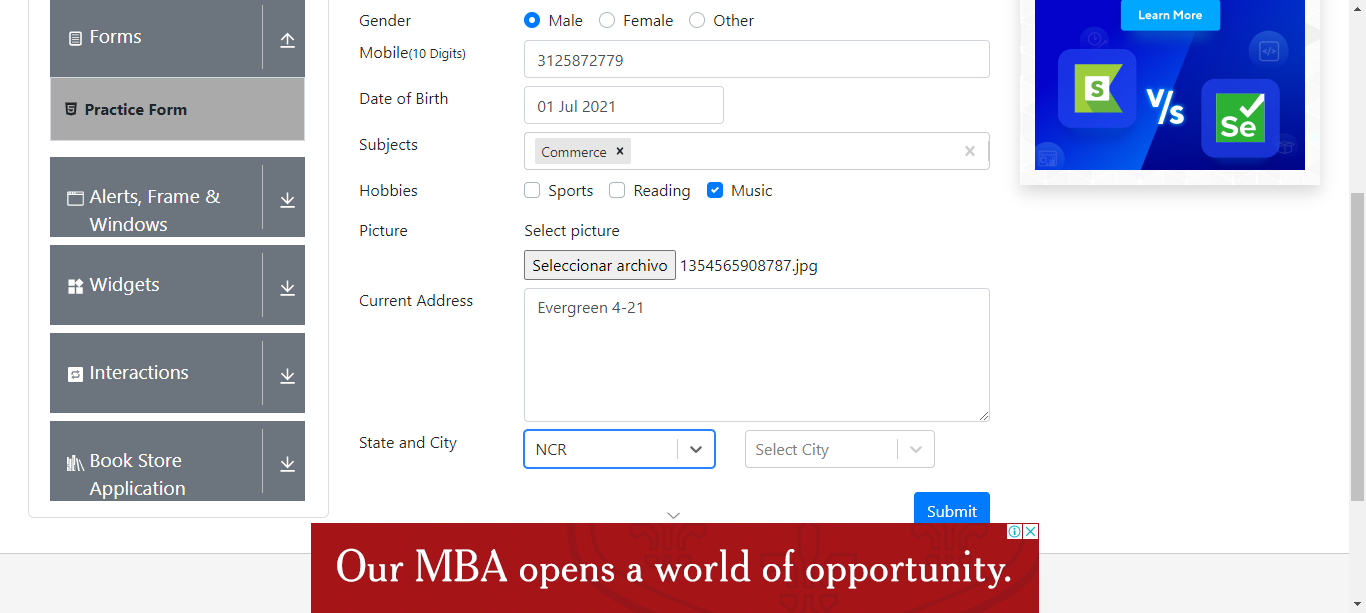 Forms
Practice Form
Alerts, Frame &
Windows
Widgets
Interactions
Book Store
Application
Gender
Male Female Other
Mobile(10 Digits)
3125872779
Date of Birth
01 Jul 2021
Subjects
Commerce ×
Hobbies
Sports Reading Music
Picture
Select picture
Seleccionar archivo 1354565908787.jpg
Current Address
Evergreen 4-21
State and City
NCR
Select City
Submit
Learn More
S
V/s
Se
Our MBA opens a world of opportunity.